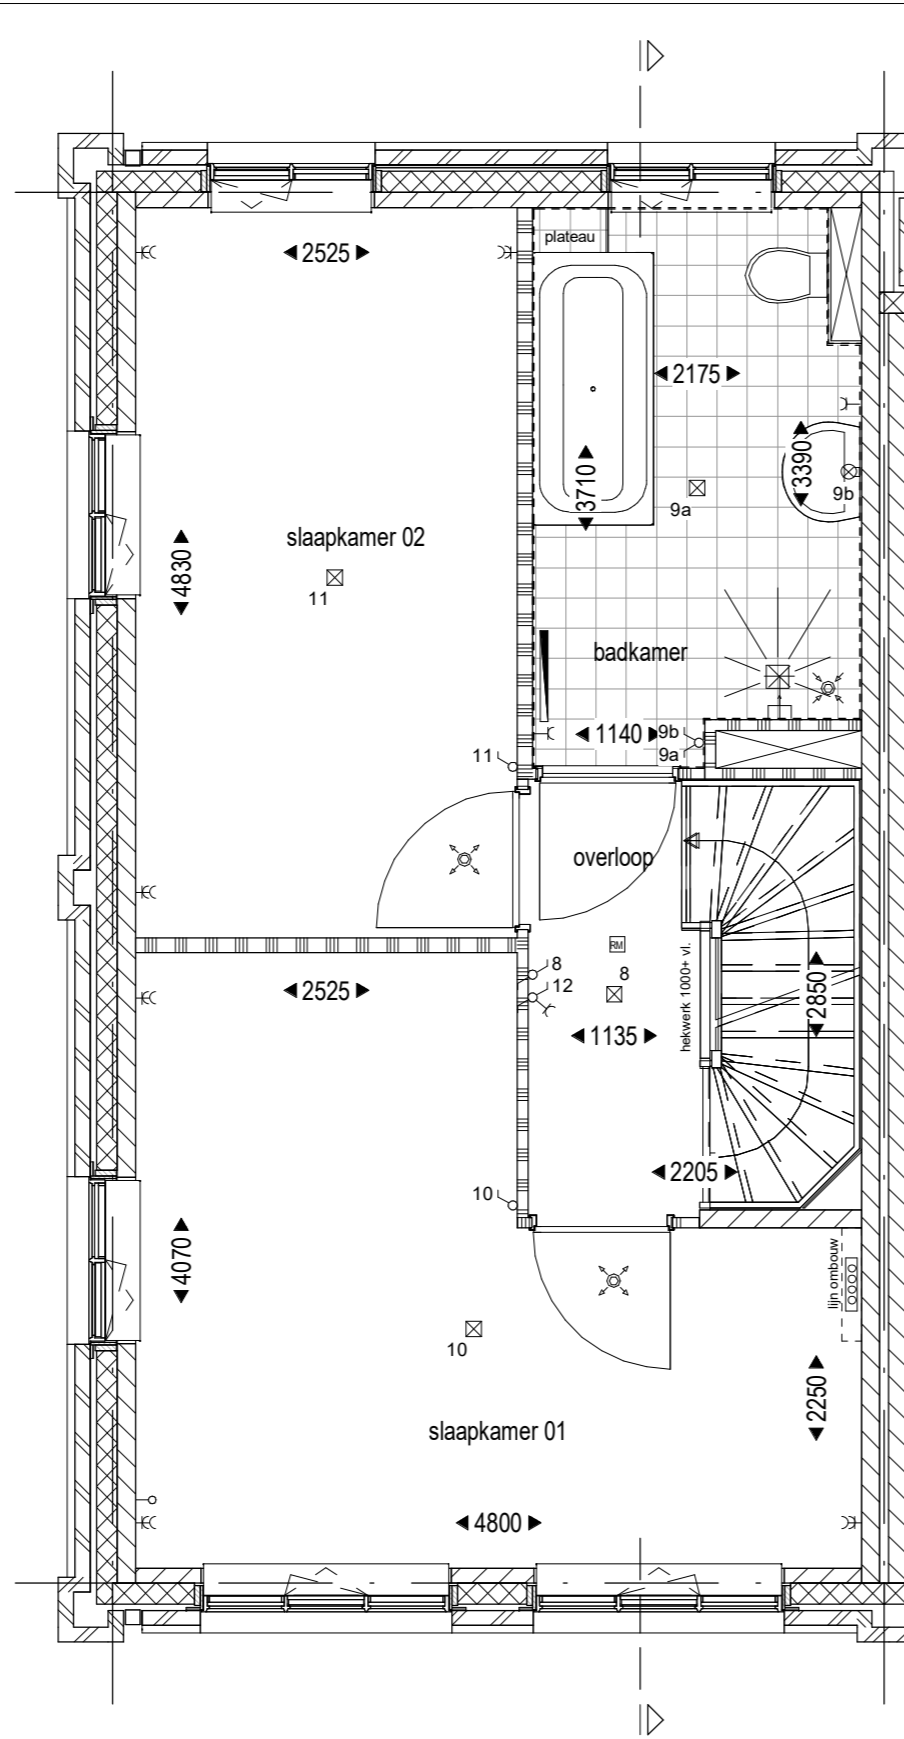 plateau
2525
2175
3390
3710
9a
9b
slaapkamer 02
4830
11
badkamer
1140
9b
9a
11
overloop
RM
8
8
12
hekwerk 1000+ vl.
2850
2525
1135
2205
10
4070
lijn ombouw
10
2250
slaapkamer 01
4800